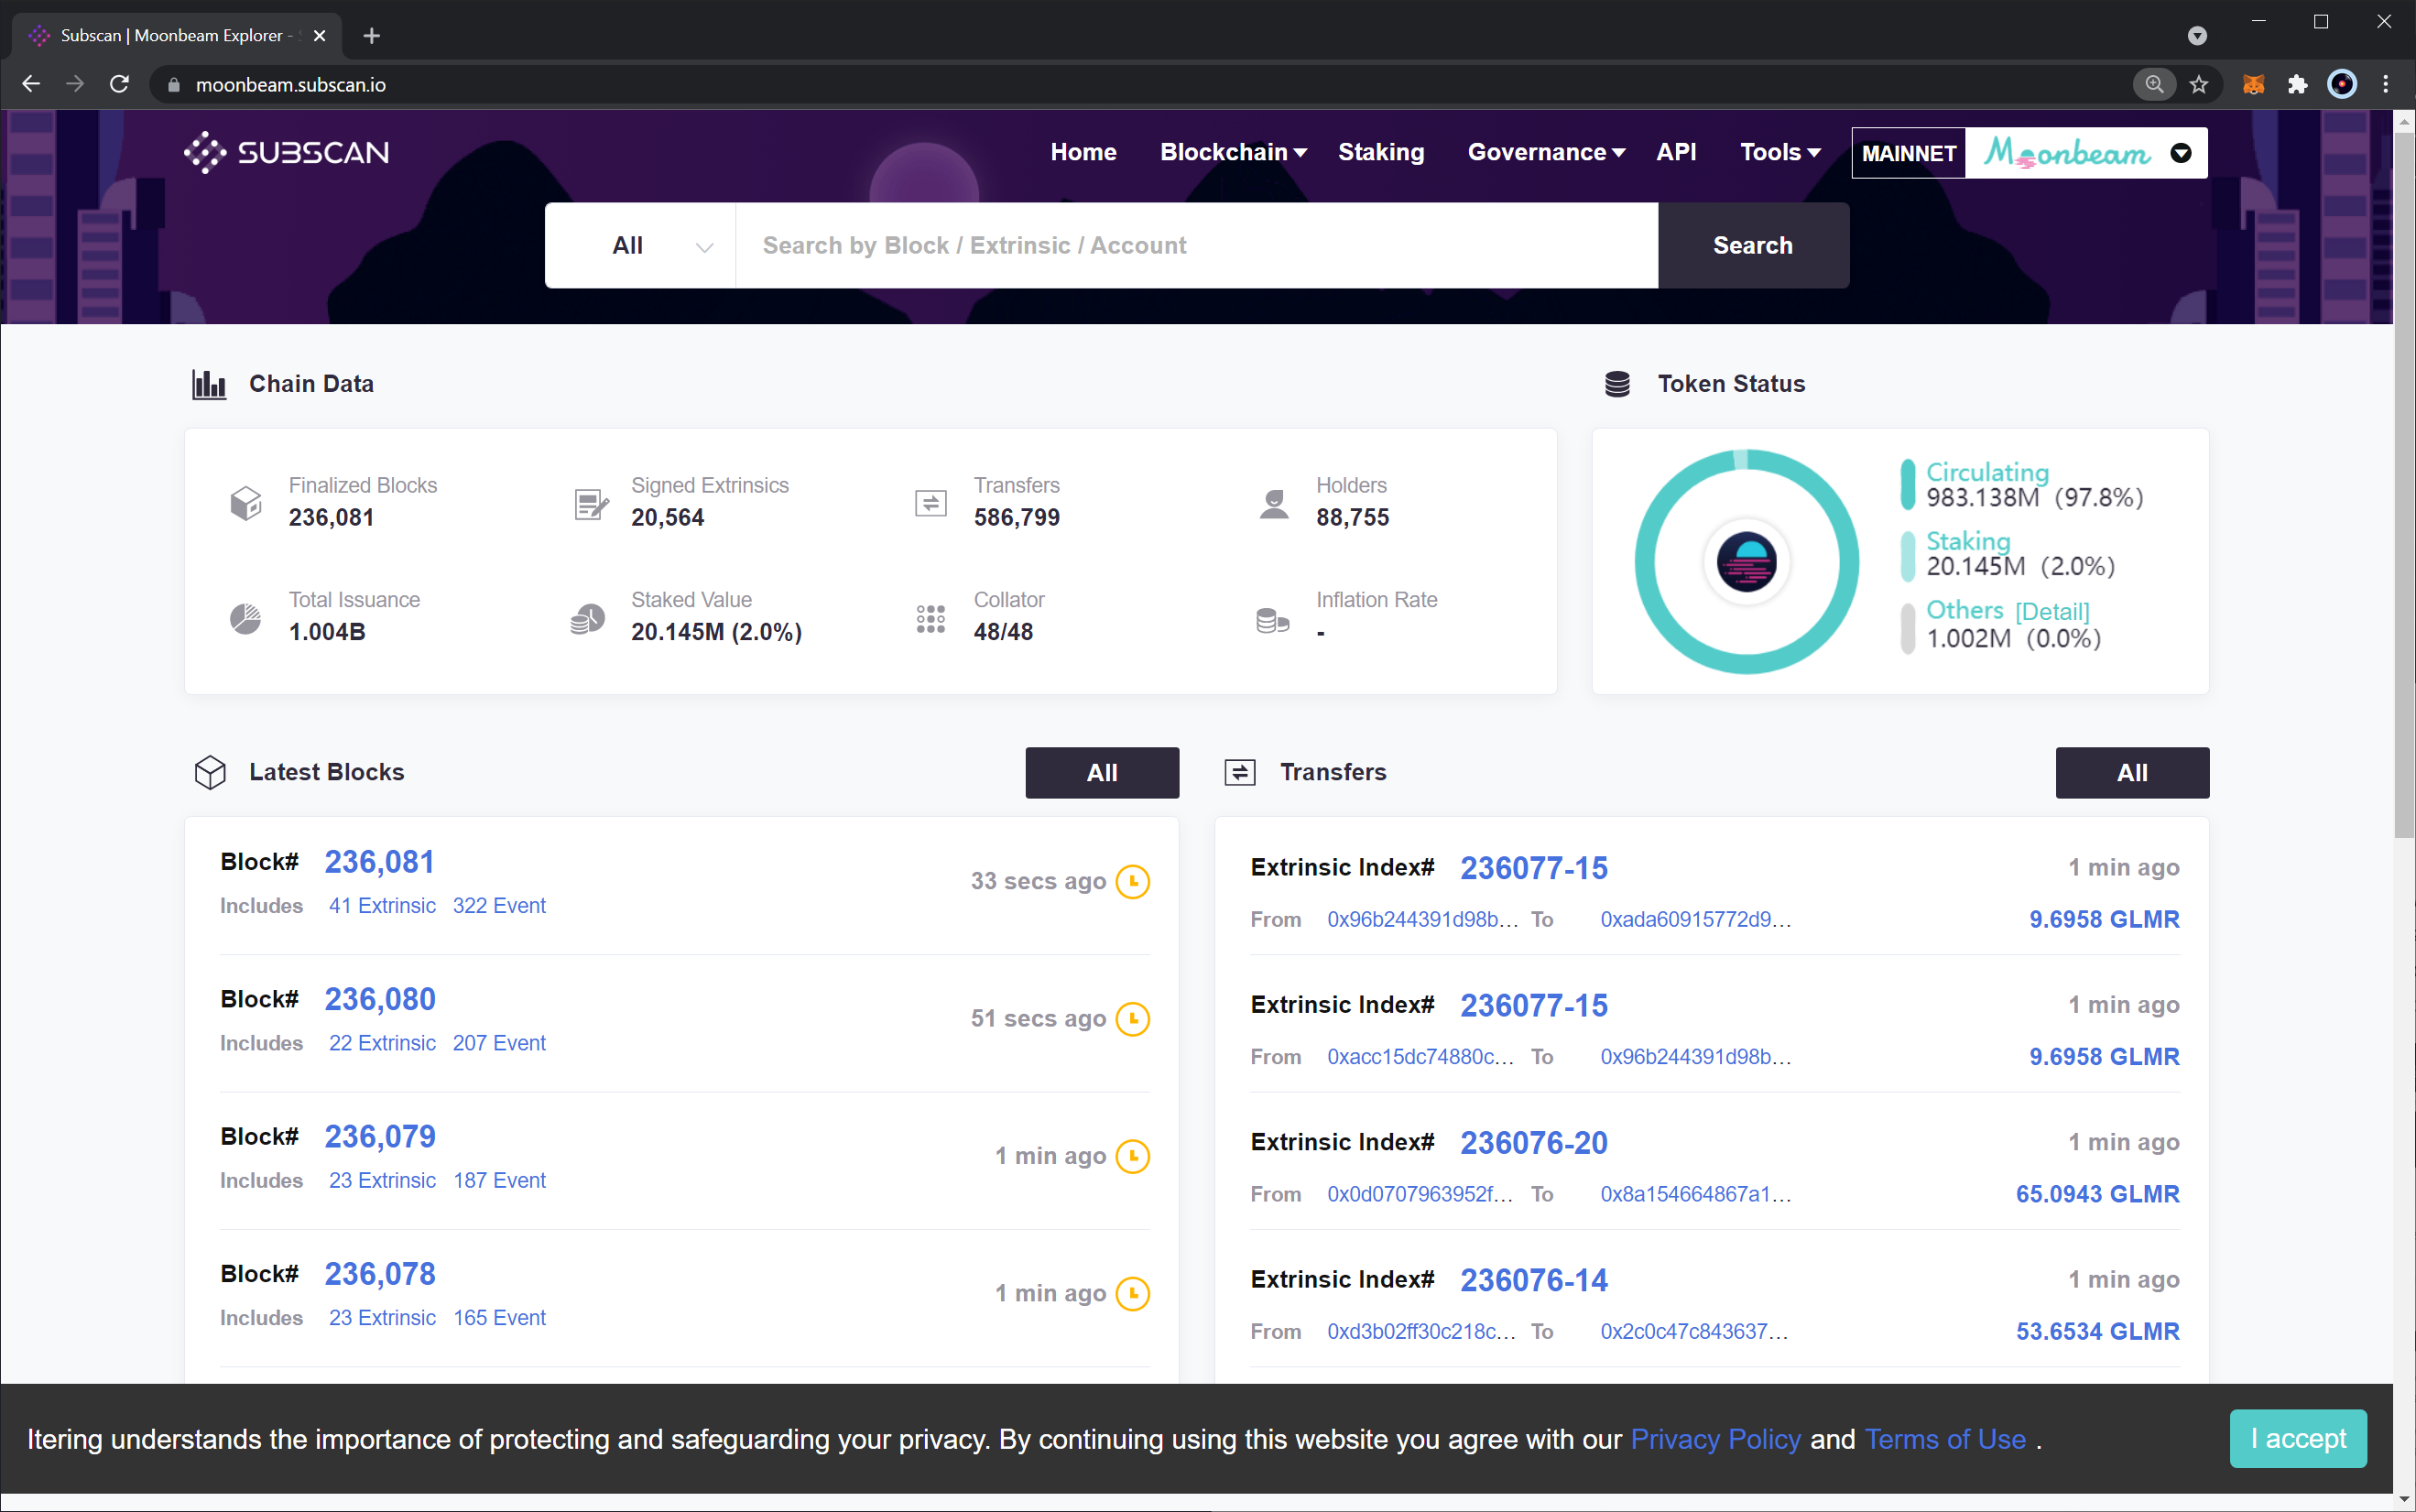 Subscan | Moonbeam Explorer -
moonbeam.subscan.io
SUBSCAN
Home Blockchain Staking Governance API Tools MAINNET Moonbeam
All Search by Block / Extrinsic / Account Search
Chain Data
Finalized Blocks
236,081
Signed Extrinsics
20,564
Transfers
586,799
Holders
88,755
Total Issuance
1.004B
Staked Value
20.145M (2.0%)
Collator
48/48
Inflation Rate
-
Token Status
Circulating
983.138M (97.8%)
Staking
20.145M (2.0%)
Others [Detail]
1.002M (0.0%)
Latest Blocks All
Block# 236,081
33 secs ago
Includes 41 Extrinsic 322 Event
Block# 236,080
51 secs ago
Includes 22 Extrinsic 207 Event
Block# 236,079
1 min ago
Includes 23 Extrinsic 187 Event
Block# 236,078
1 min ago
Includes 23 Extrinsic 165 Event
Transfers All
Extrinsic Index# 236077-15 1 min ago
From 0x96b244391d98b... To 0xada60915772d9... 9.6958 GLMR
Extrinsic Index# 236077-15 1 min ago
From 0xacc15dc74880c... To 0x96b244391d98b... 9.6958 GLMR
Extrinsic Index# 236076-20 1 min ago
From 0x0d0707963952f... To 0x8a154664867a1... 65.0943 GLMR
Extrinsic Index# 236076-14 1 min ago
From 0xd3b02ff30c218c... To 0x2c0c47c843637... 53.6534 GLMR
Itering understands the importance of protecting and safeguarding your privacy. By continuing using this website you agree with our Privacy Policy and Terms of Use . I accept